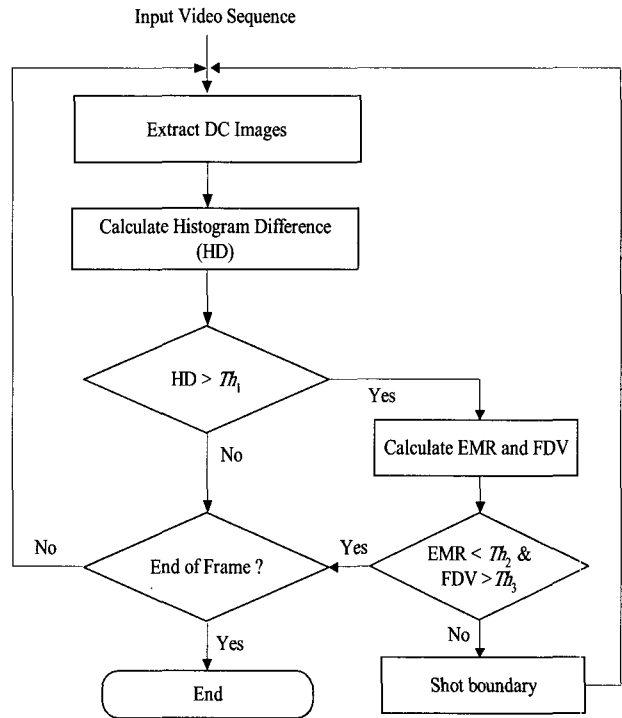 Input Video Sequence
Extract DC Images
Calculate Histogram Difference
(HD)
HD > Th₁
Yes
No
Calculate EMR and FDV
EMR < Th₂ &
FDV > Th₃
Yes
No
End of Frame ?
No
Yes
Shot boundary
End